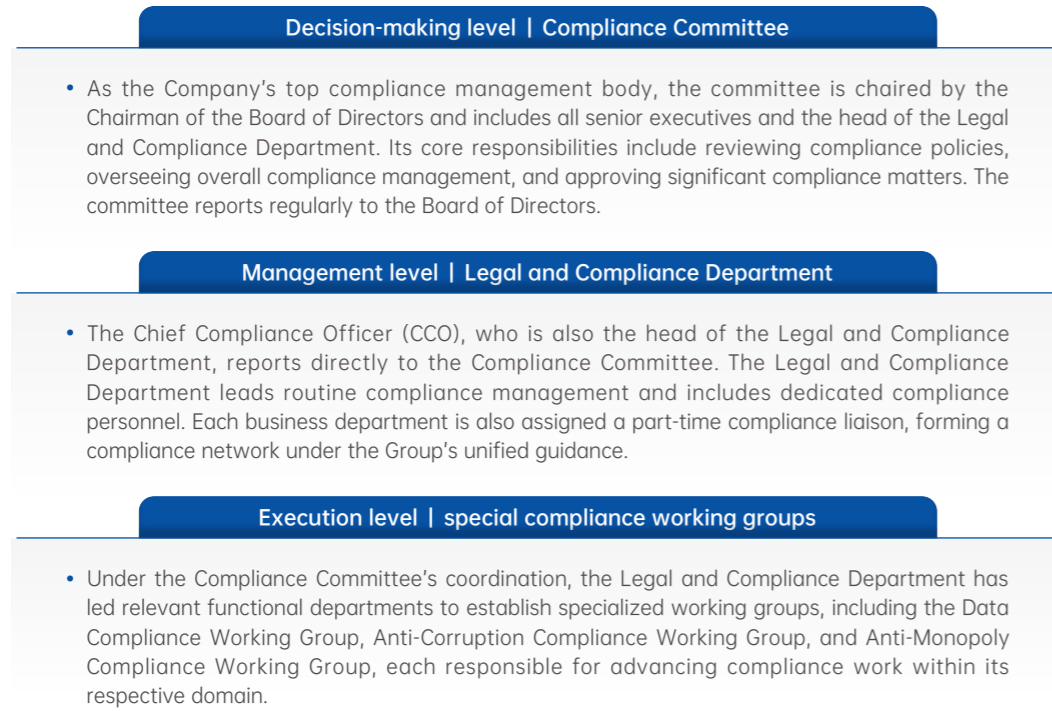 Decision-making level | Compliance Committee
• As the Company's top compliance management body, the committee is chaired by the
Chairman of the Board of Directors and includes all senior executives and the head of the Legal
and Compliance Department. Its core responsibilities include reviewing compliance policies,
overseeing overall compliance management, and approving significant compliance matters. The
committee reports regularly to the Board of Directors.
Management level | Legal and Compliance Department
• The Chief Compliance Officer (CCO), who is also the head of the Legal and Compliance
Department, reports directly to the Compliance Committee. The Legal and Compliance
Department leads routine compliance management and includes dedicated compliance
personnel. Each business department is also assigned a part-time compliance liaison, forming a
compliance network under the Group's unified guidance.
Execution level | special compliance working groups
• Under the Compliance Committee's coordination, the Legal and Compliance Department has
led relevant functional departments to establish specialized working groups, including the Data
Compliance Working Group, Anti-Corruption Compliance Working Group, and Anti-Monopoly
Compliance Working Group, each responsible for advancing compliance work within its
respective domain.